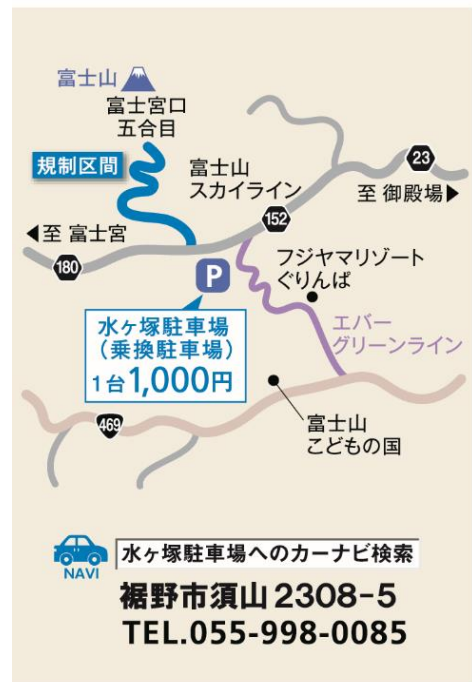 富士山
富士宮口
五合目
規制区間
富士山
スカイライン
23
至 御殿場▶
152
◀至 富士宮
180
P
フジヤマリゾート
ぐりんぱ
水ヶ塚駐車場
（乗換駐車場）
1台1,000円
エバー
グリーンライン
469
富士山
こどもの国
NAVI
水ヶ塚駐車場へのカーナビ検索
裾野市須山 2308-5
TEL.055-998-0085